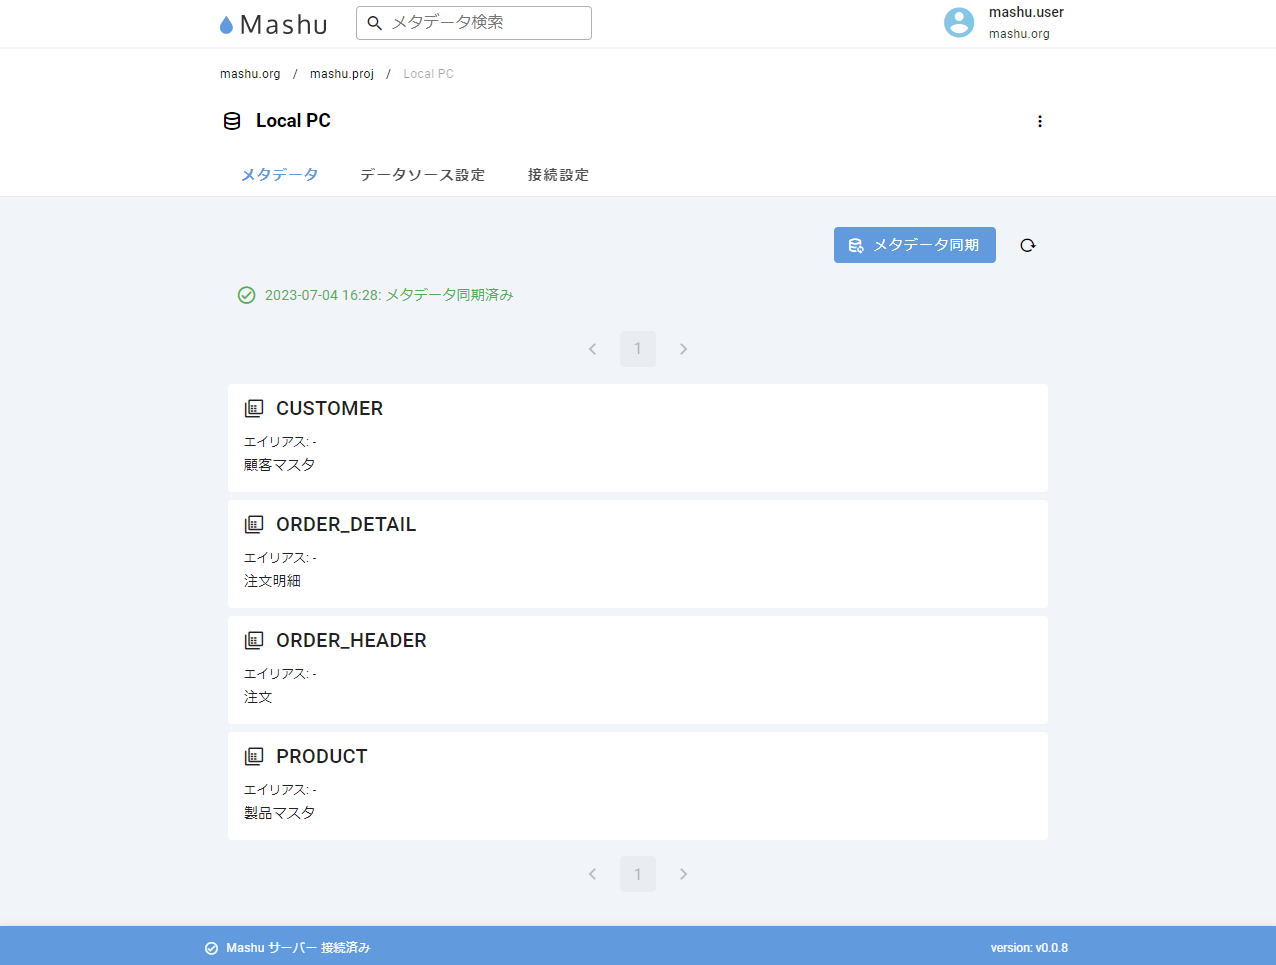 Mashu
メタデータ検索
mashu.user
mashu.org
mashu.org / mashu.proj / Local PC
Local PC
メタデータ データソース設定 接続設定
メタデータ同期
2023-07-04 16:28: メタデータ同期済み
1
CUSTOMER
エイリアス: -
顧客マスタ
ORDER_DETAIL
エイリアス: -
注文明細
ORDER_HEADER
エイリアス: -
注文
PRODUCT
エイリアス: -
製品マスタ
1
Mashu サーバー 接続済み
version: v0.0.8